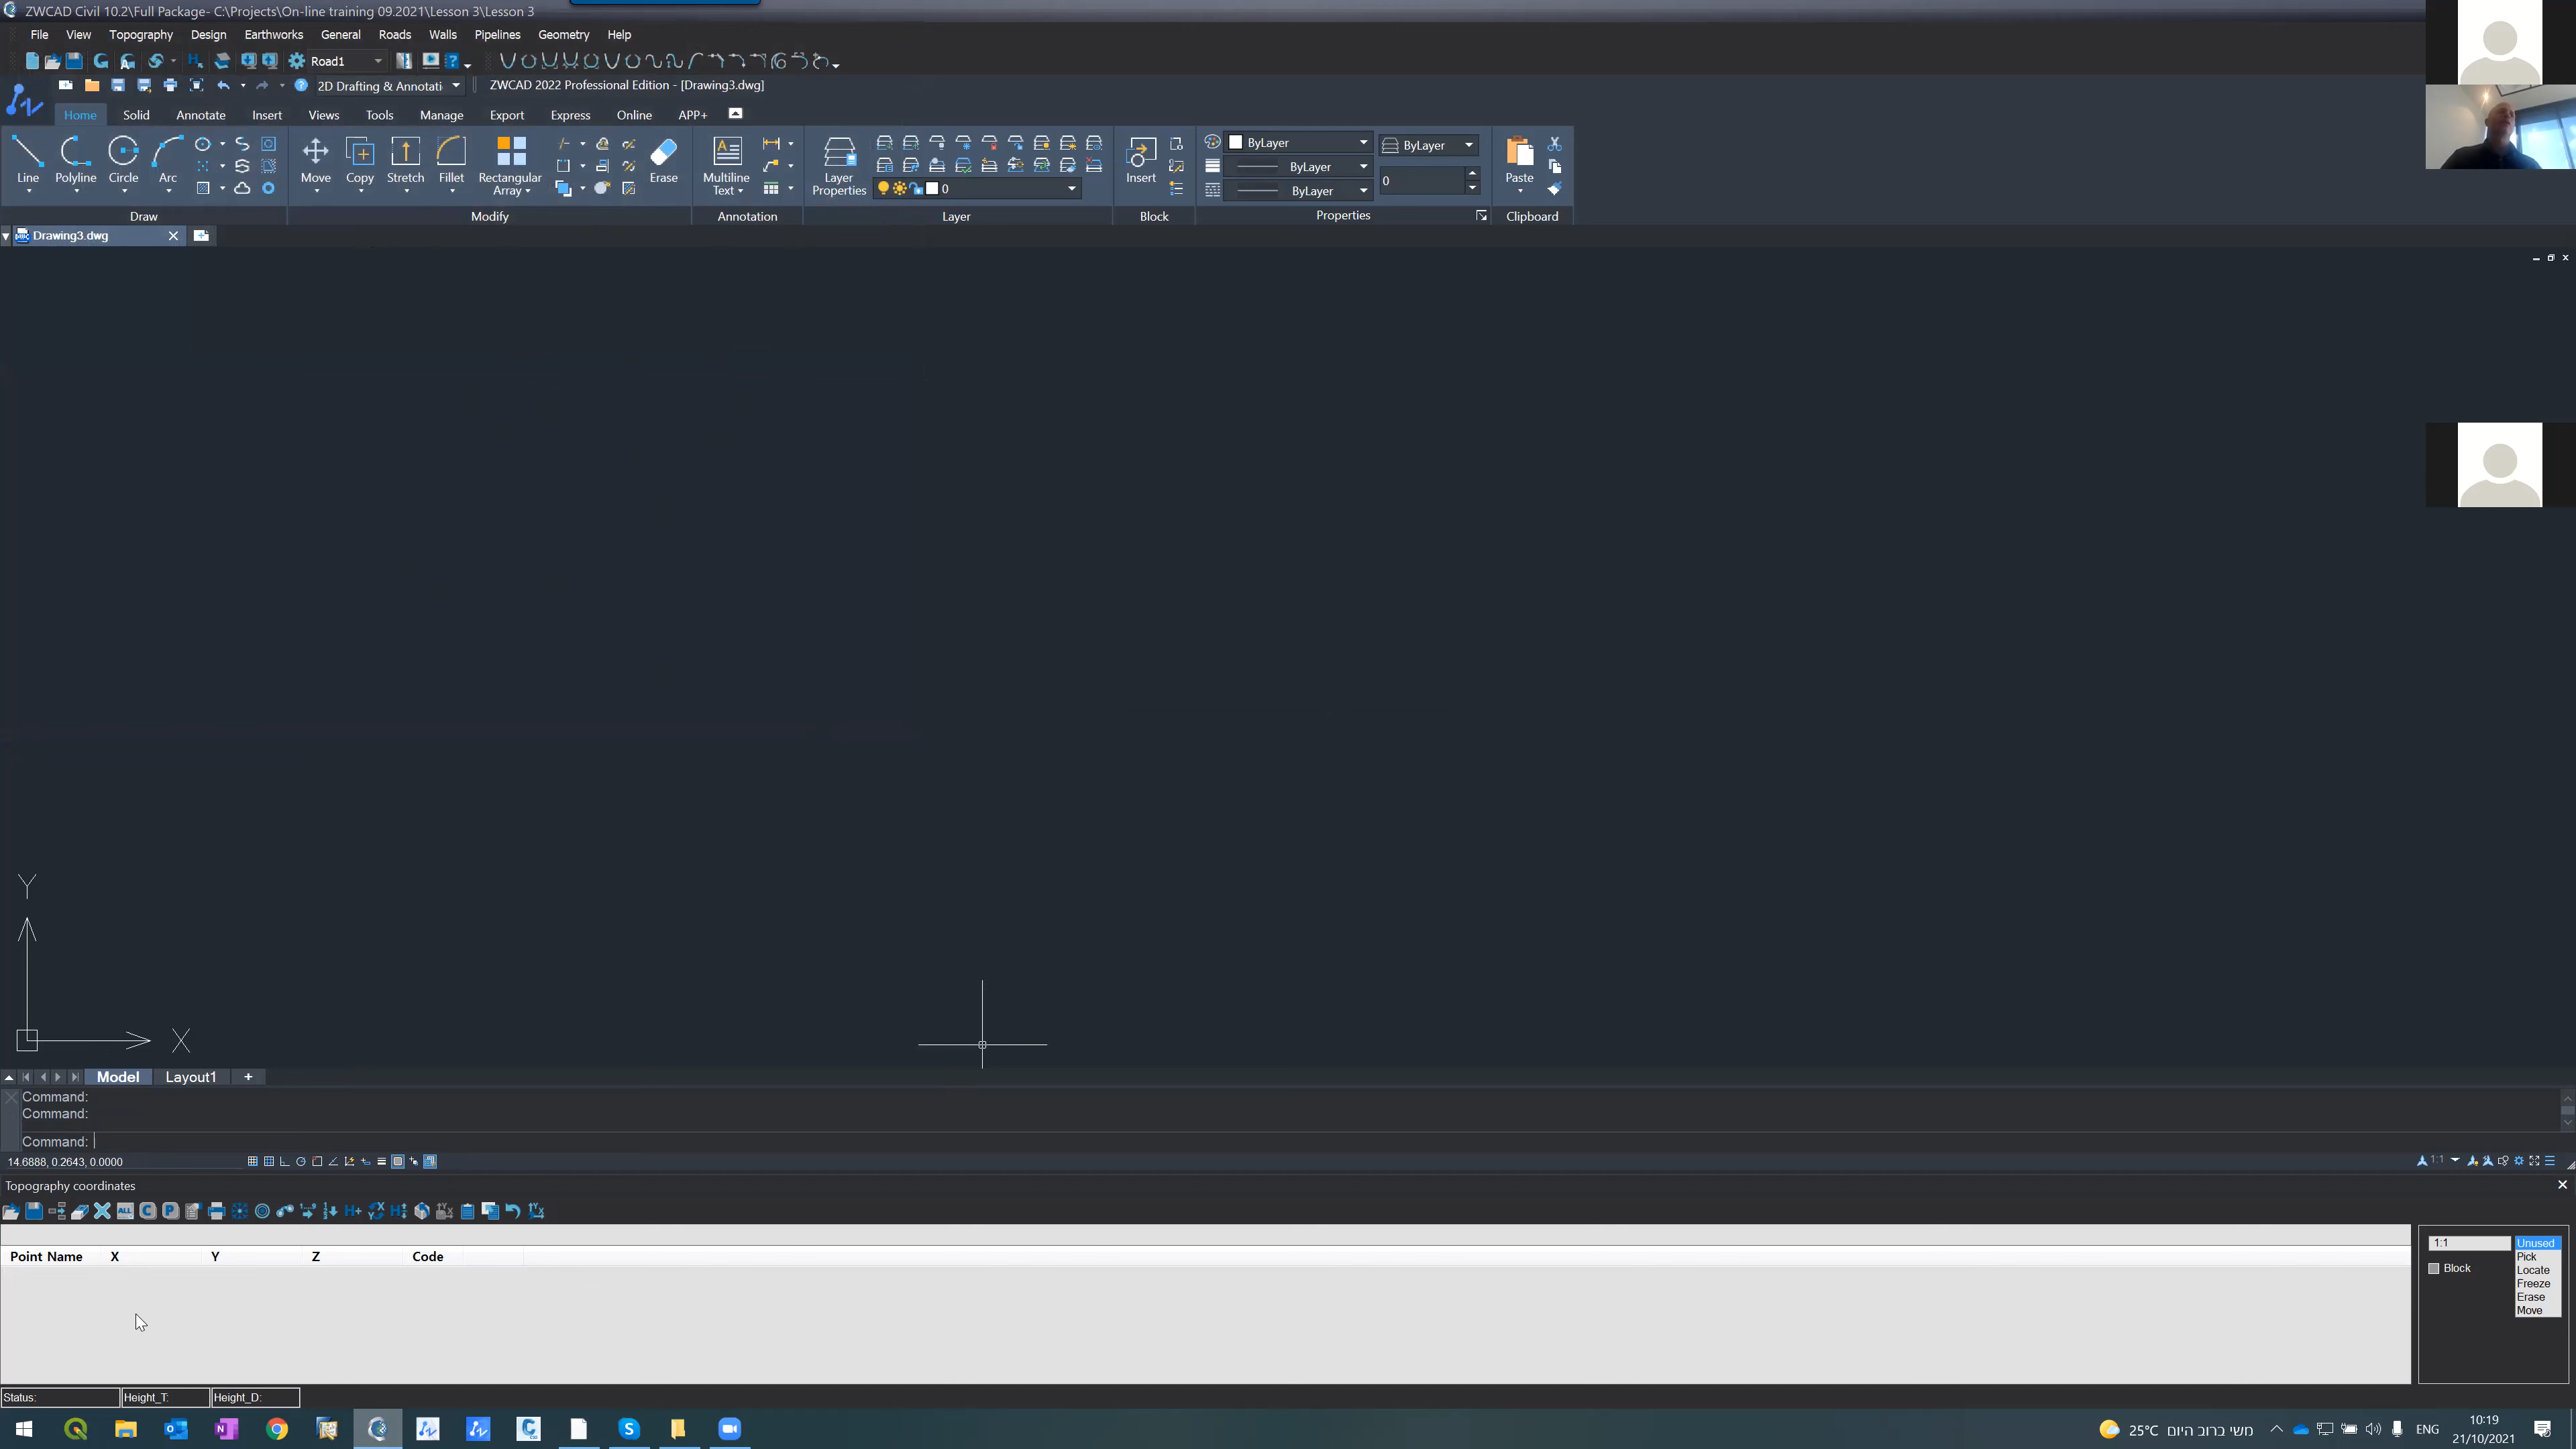 ZWCAD Civil 10.2\Full Package- C:\Projects\On-line training 09.2021\Lesson 3\Lesson 3
File View Topography Design Earthworks General Roads Walls Pipelines Geometry Help
Road1
2D Drafting & Annotati ZWCAD 2022 Professional Edition - [Drawing3.dwg]
Home Solid Annotate Insert Views Tools Manage Export Express Online APP+
ByLayer ByLayer
Line Polyline Circle Arc Move Copy Stretch Fillet Rectangular Array Erase Multiline Text Layer Properties Insert Paste
ByLayer
0
0
ByLayer
Draw Modify Annotation Layer Block Properties Clipboard
Drawing3.dwg
Y
X
Model Layout1 +
Command:
Command:
Command:
14.6888, 0.2643, 0.0000
1:1
Topography coordinates
ALL C P H+
Point Name X Y Z Code
1:1
Block
Unused
Pick
Locate
Freeze
Erase
Move
Status: Height_T: Height_D:
25°C משי ברוב היום ENG
10:19
21/10/2021